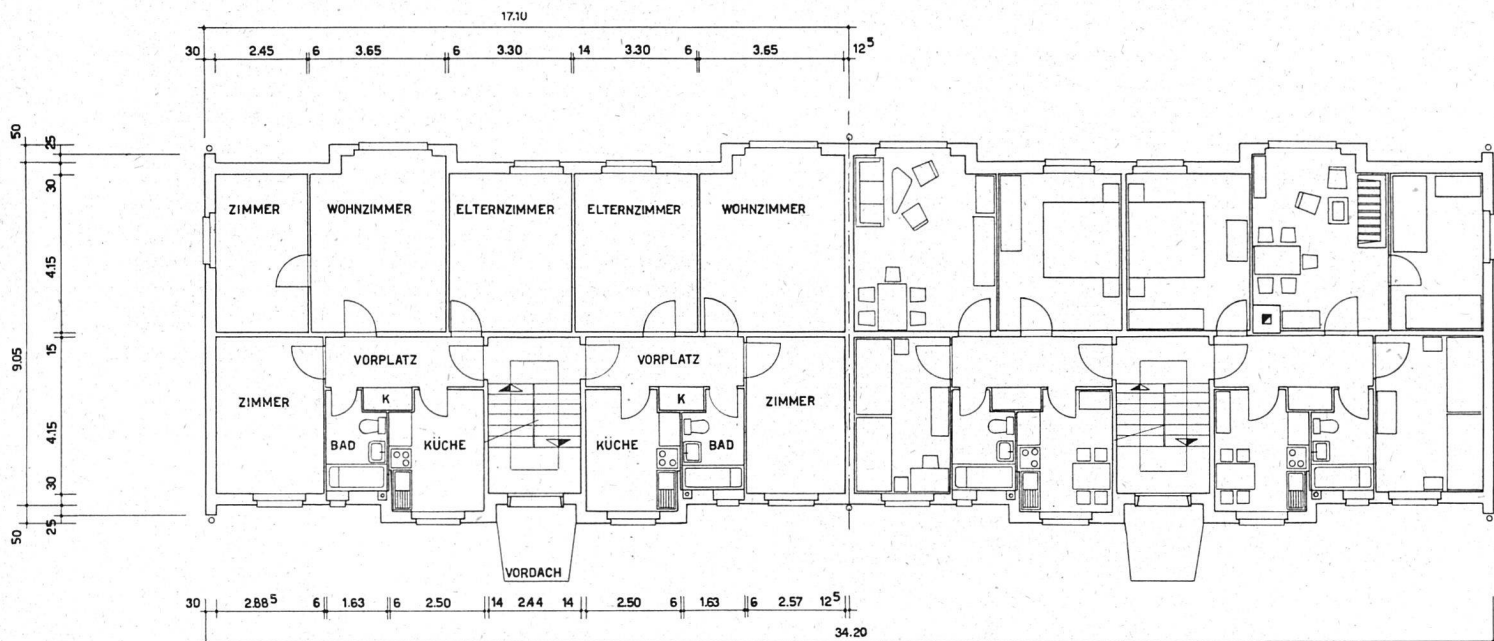 17.10
30 2.45 6 3.65 6 3.30 14 3.30 6 3.65 12⁵
50
25
30
4.15
15
9.05
4.15
30
25
50
ZIMMER WOHNZIMMER ELTERNZIMMER ELTERNZIMMER WOHNZIMMER
VORPLATZ VORPLATZ
ZIMMER K K ZIMMER
BAD KÜCHE KÜCHE BAD
VORDACH
30 2.88⁵ 6 1.63 6 2.50 14 2.44 14 2.50 6 1.63 6 2.57 12⁵
34.20